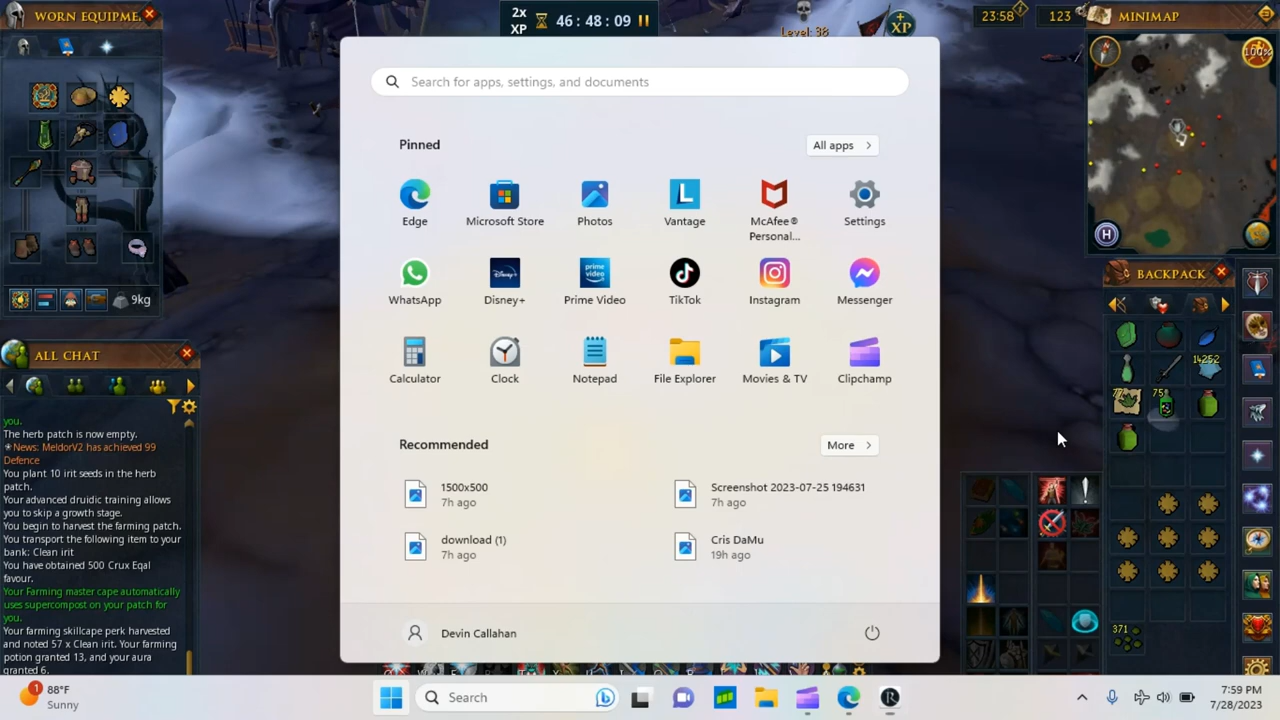 WORN EQUIPME
2x
XP
46:48:09
Level: 38
XP
23:58
123
MINIMAP
100%
H
Search for apps, settings, and documents
Pinned
All apps
Edge
Microsoft Store
Photos
Vantage
McAfee®
Personal...
Settings
WhatsApp
Disney+
Prime Video
TikTok
Instagram
Messenger
Calculator
Clock
Notepad
File Explorer
Movies & TV
Clipchamp
Recommended
More
1500x500
7h ago
Screenshot 2023-07-25 194631
7h ago
download (1)
7h ago
Cris DaMu
19h ago
Devin Callahan
9kg
ALL CHAT
you.
The herb patch is now empty.
News: MeldorV2 has achieved 99
Defence
You plant 10 irit seeds in the herb
patch.
Your advanced druidic training allows
you to skip a growth stage.
You begin to harvest the farming patch.
You transport the following item to your
bank: Clean irit
You have obtained 500 Crux Eqal
favour.
Your Farming master cape automatically
uses supercompost on your patch for
you.
Your farming skillcape perk harvested
and noted 57 x Clean irit. Your farming
potion granted 13, and your aura
granted 6.
BACKPACK
14252
371
1
88°F
Sunny
Search
7:59 PM
7/28/2023